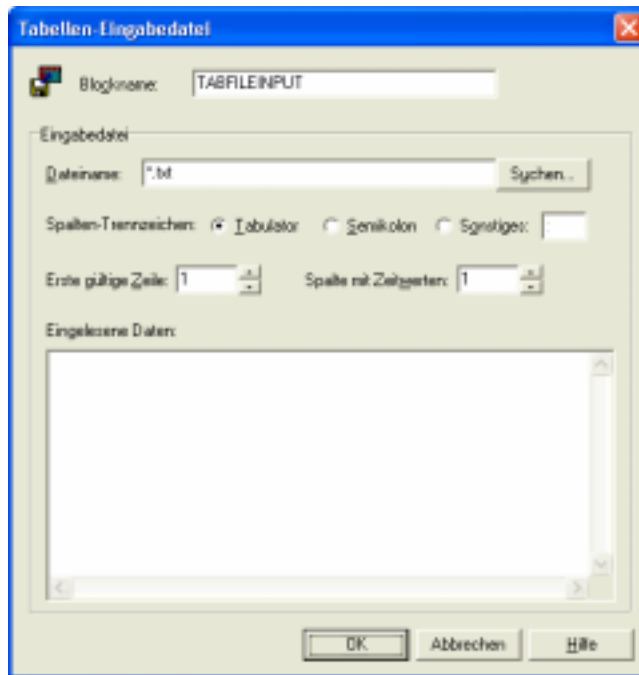 Tabellen-Eingabedatei
Blockname: TABFILEINPUT
Eingabedatei
Dateiname: *.txt Suchen...
Spalten-Trennzeichen: Tabulator Semikolon Sonstiges: :
Erste gültige Zeile: 1 Spalte mit Zeitwerten: 1
Eingelesene Daten:
OK Abbrechen Hilfe